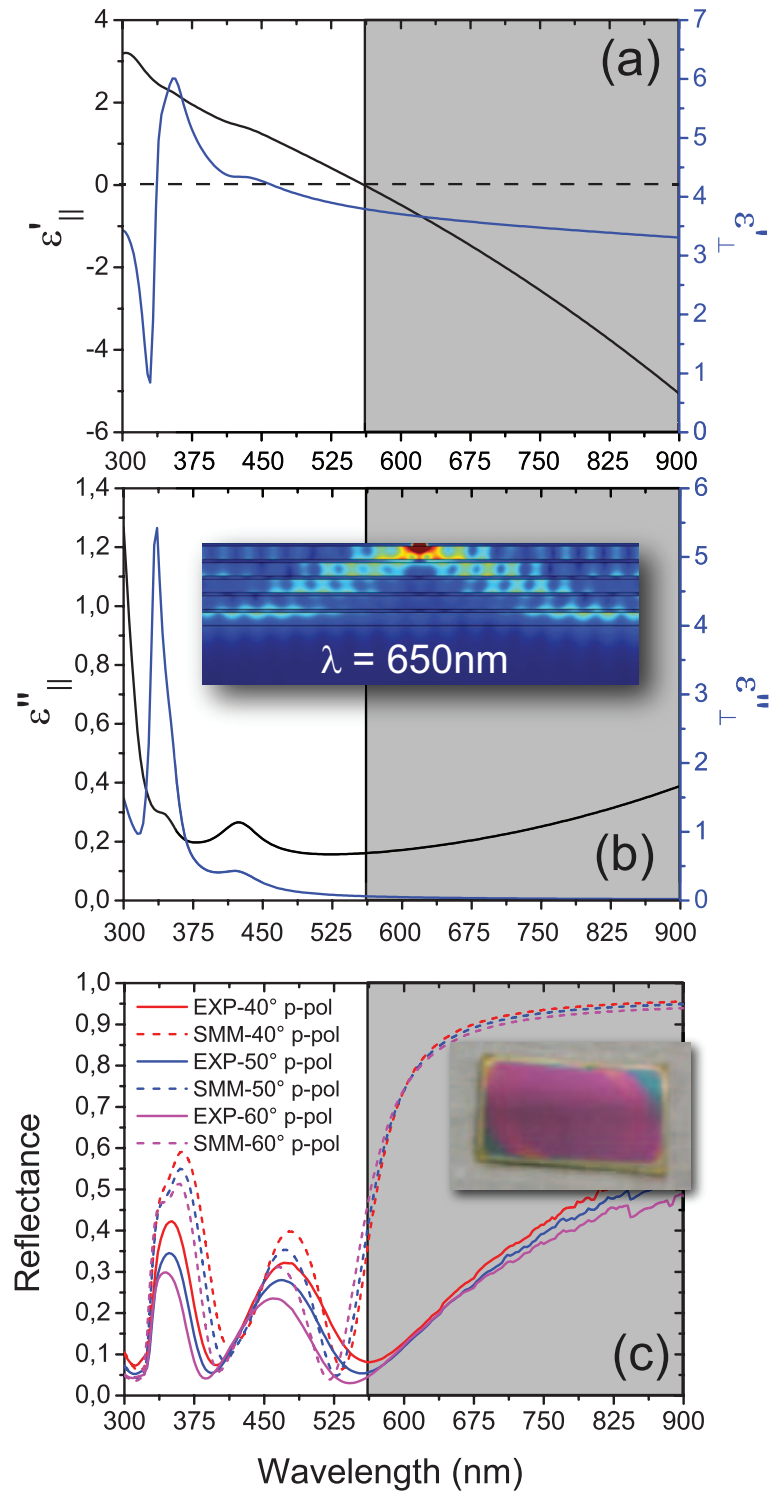 4
2
0
-2
-4
-6
ε'||
(a)
7
6
5
4
3
2
1
0
ε'⊥
300 375 450 525 600 675 750 825 900
1,4
1,2
1,0
0,8
0,6
0,4
0,2
0,0
ε''||
λ = 650nm
(b)
6
5
4
3
2
1
0
ε''⊥
300 375 450 525 600 675 750 825 900
1,0
0,9
0,8
0,7
0,6
0,5
0,4
0,3
0,2
0,1
0,0
Reflectance
EXP-40° p-pol
SMM-40° p-pol
EXP-50° p-pol
SMM-50° p-pol
EXP-60° p-pol
SMM-60° p-pol
(c)
300 375 450 525 600 675 750 825 900
Wavelength (nm)